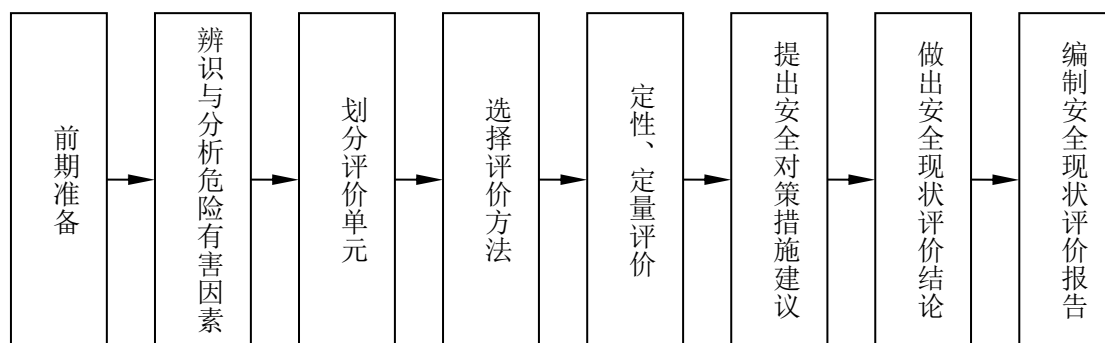 前期准备
辨识与分析危险有害因素
划分评价单元
选择评价方法
定性、定量评价
提出安全对策措施建议
做出安全现状评价结论
编制安全现状评价报告